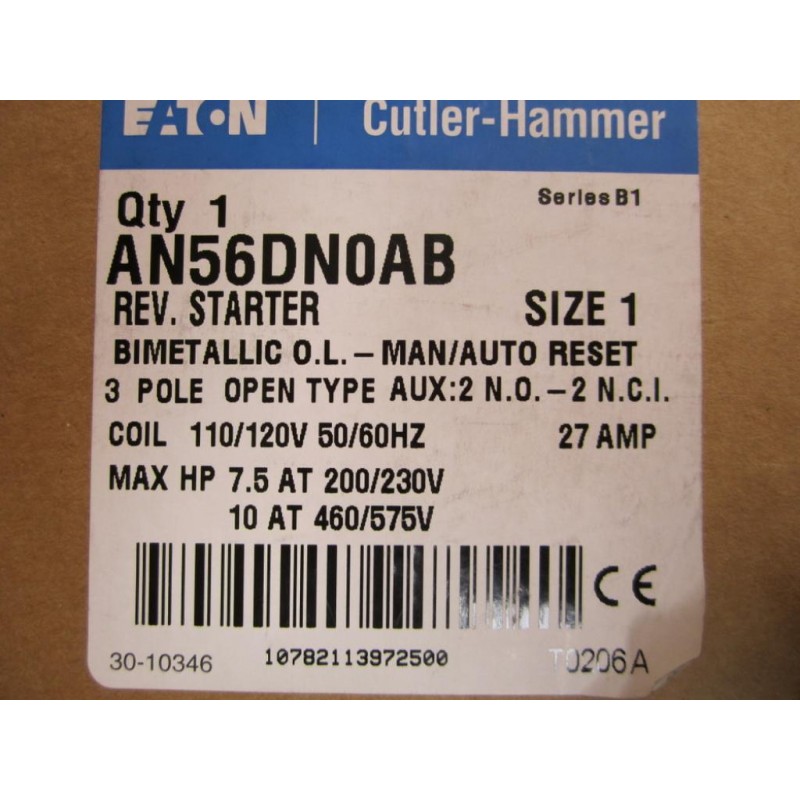 EATON | Cutler-Hammer
Series B1
Qty 1
AN56DN0AB
REV. STARTER SIZE 1
BIMETALLIC O.L. – MAN/AUTO RESET
3 POLE OPEN TYPE AUX:2 N.O. – 2 N.C.I.
COIL 110/120V 50/60HZ 27 AMP
MAX HP 7.5 AT 200/230V
10 AT 460/575V
CE
30-10346 10782113972500 T0206A